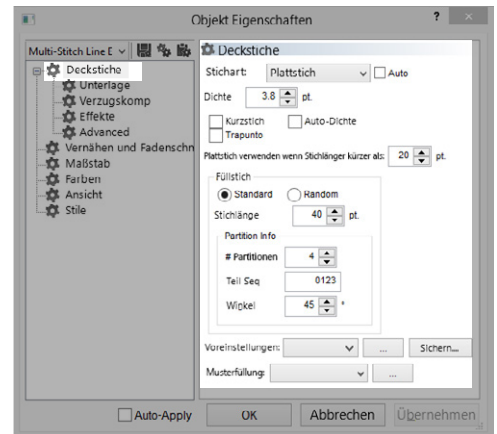 Objekt Eigenschaften ?
Multi-Stitch Line E
Deckstiche
Unterlage
Verzugskomp
Effekte
Advanced
Vernähen und Fadenschn
Maßstab
Farben
Ansicht
Stile
Deckstiche
Stichart: Plattstich Auto
Dichte 3.8 pt.
Kurzstich Auto-Dichte
Trapunto
Plattstich verwenden wenn Stichlänger kürzer als: 20 pt.
Füllstich
Standard Random
Stichlänge 40 pt.
Partition Info
# Partitionen 4
Teil Seq 0123
Winkel 45 °
Voreinstellungen: ... Sichern...
Musterfüllung: ...
Auto-Apply OK Abbrechen Übernehmen